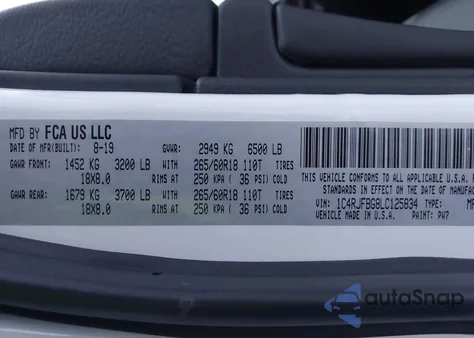 MFD BY FCA US LLC
DATE OF MFR(BUILT): 8-19 GVWR: 2949 KG 6500 LB
GAWR FRONT: 1452 KG 3200 LB WITH 265/60R18 110T TIRES
18X8.0 RIMS AT 250 KPA ( 36 PSI) COLD
GAWR REAR: 1679 KG 3700 LB WITH 265/60R18 110T TIRES
18X8.0 RIMS AT 250 KPA ( 36 PSI) COLD
THIS VEHICLE CONFORMS TO ALL APPLICABLE U.S.A.
STANDARDS IN EFFECT ON THE DATE OF MANUFACTURE
VIN: 1C4RJFBG8LC125834 TYPE:
VEHICLE MADE IN U.S.A. PAINT: PW7
autoSnap